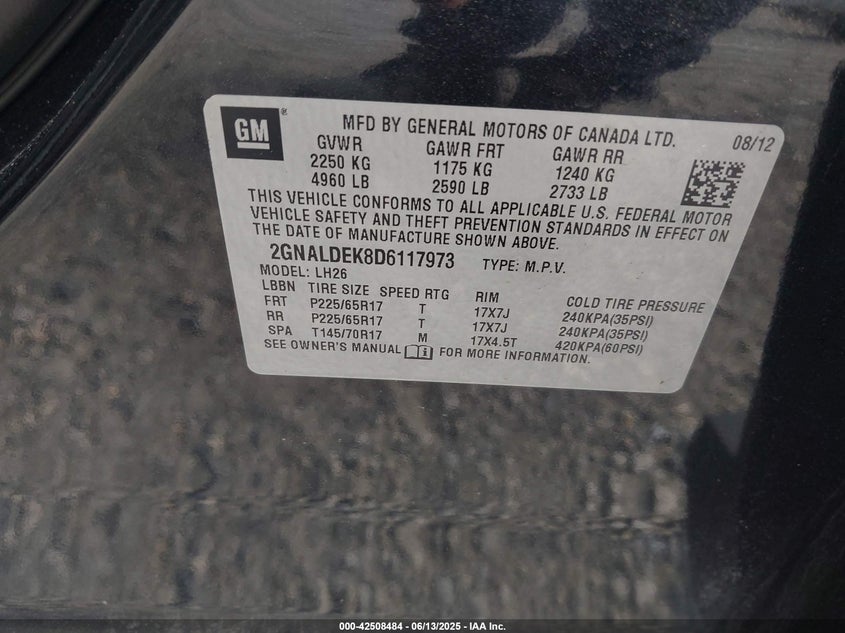 GM ®
MFD BY GENERAL MOTORS OF CANADA LTD. 08/12
GVWR GAWR FRT GAWR RR
2250 KG 1175 KG 1240 KG
4960 LB 2590 LB 2733 LB
THIS VEHICLE CONFORMS TO ALL APPLICABLE U.S. FEDERAL MOTOR
VEHICLE SAFETY AND THEFT PREVENTION STANDARDS IN EFFECT ON
THE DATE OF MANUFACTURE SHOWN ABOVE.
2GNALDEK8D6117973 TYPE: M.P.V.
MODEL: LH26
LBBN TIRE SIZE SPEED RTG RIM COLD TIRE PRESSURE
FRT P225/65R17 T 17X7J 240KPA(35PSI)
RR P225/65R17 T 17X7J 240KPA(35PSI)
SPA T145/70R17 M 17X4.5T 420KPA(60PSI)
SEE OWNER'S MANUAL i FOR MORE INFORMATION.
000-42508484 - 06/13/2025 - IAA Inc.